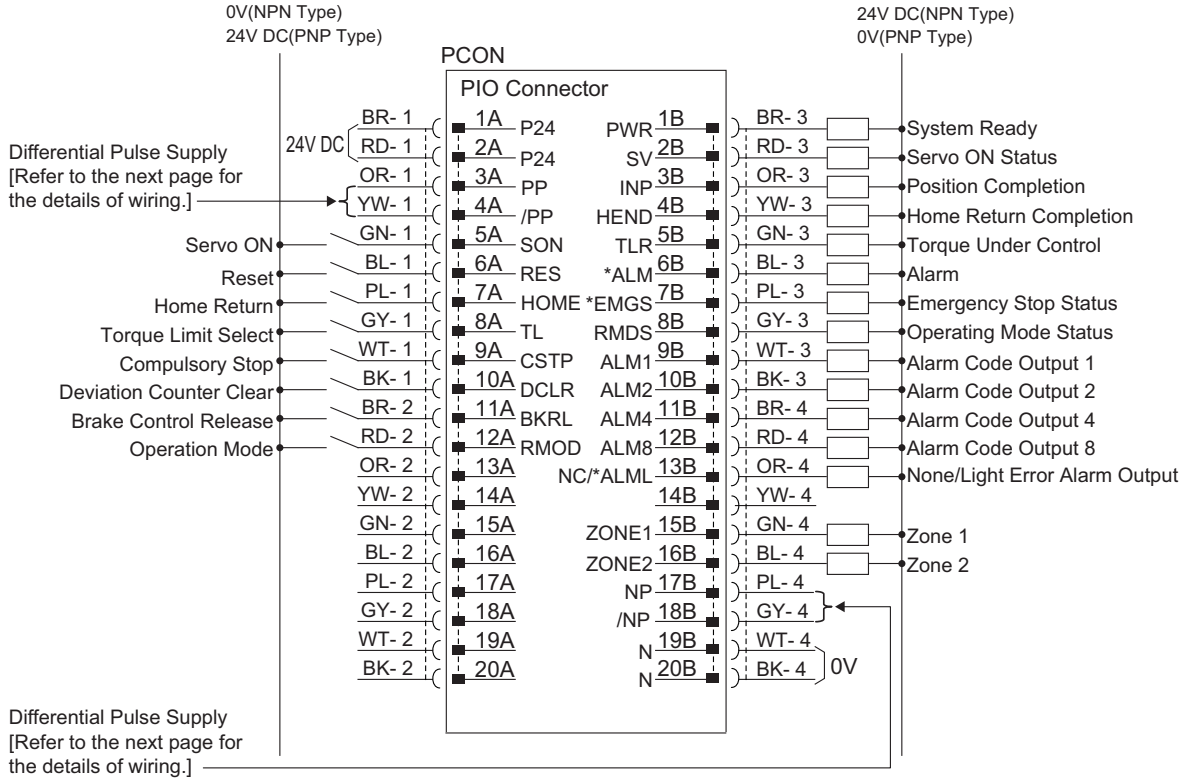 0V(NPN Type)
24V DC(PNP Type)
24V DC(NPN Type)
0V(PNP Type)
PCON
PIO Connector
Differential Pulse Supply
[Refer to the next page for
the details of wiring.]
24V DC
BR- 1 1A P24
RD- 1 2A P24
OR- 1 3A PP
YW- 1 4A /PP
Servo ON GN- 1 5A SON
Reset BL- 1 6A RES
Home Return PL- 1 7A HOME
Torque Limit Select GY- 1 8A TL
Compulsory Stop WT- 1 9A CSTP
Deviation Counter Clear BK- 1 10A DCLR
Brake Control Release BR- 2 11A BKRL
Operation Mode RD- 2 12A RMOD
OR- 2 13A
YW- 2 14A
GN- 2 15A
BL- 2 16A
PL- 2 17A
GY- 2 18A
WT- 2 19A
BK- 2 20A
PWR 1B BR- 3 System Ready
SV 2B RD- 3 Servo ON Status
INP 3B OR- 3 Position Completion
HEND 4B YW- 3 Home Return Completion
TLR 5B GN- 3 Torque Under Control
*ALM 6B BL- 3 Alarm
*EMGS 7B PL- 3 Emergency Stop Status
RMDS 8B GY- 3 Operating Mode Status
ALM1 9B WT- 3 Alarm Code Output 1
ALM2 10B BK- 3 Alarm Code Output 2
ALM4 11B BR- 4 Alarm Code Output 4
ALM8 12B RD- 4 Alarm Code Output 8
NC/*ALML 13B OR- 4 None/Light Error Alarm Output
14B YW- 4
ZONE1 15B GN- 4 Zone 1
ZONE2 16B BL- 4 Zone 2
NP 17B PL- 4
/NP 18B GY- 4
N 19B WT- 4
N 20B BK- 4
0V
Differential Pulse Supply
[Refer to the next page for
the details of wiring.]